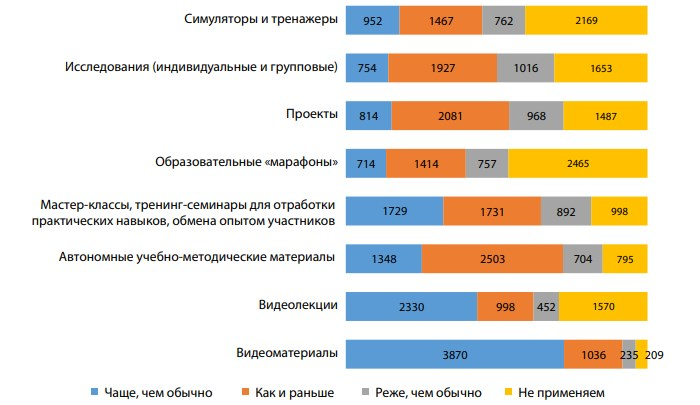 Симуляторы и тренажеры 952 1467 762 2169
Исследования (индивидуальные и групповые) 754 1927 1016 1653
Проекты 814 2081 968 1487
Образовательные «марафоны» 714 1414 757 2465
Мастер-классы, тренинг-семинары для отработки
практических навыков, обмена опытом участников 1729 1731 892 998
Автономные учебно-методические материалы 1348 2503 704 795
Видеолекции 2330 998 452 1570
Видеоматериалы 3870 1036 235 209
Чаще, чем обычно Как и раньше Реже, чем обычно Не применяем